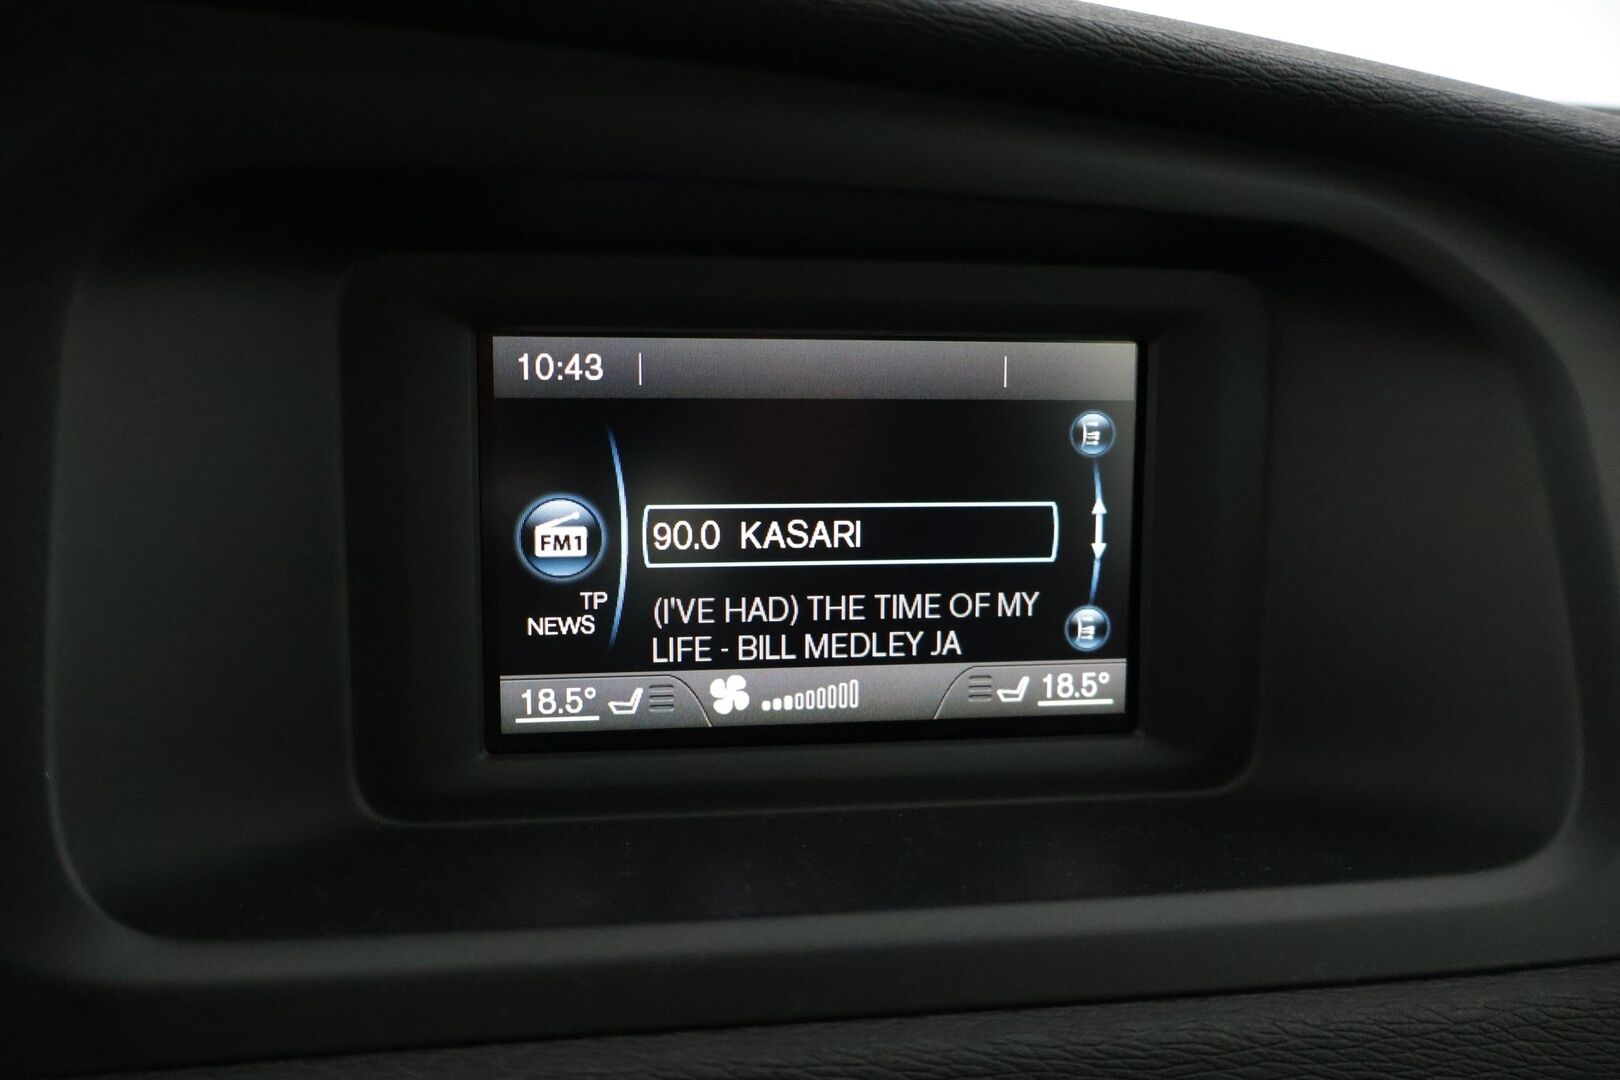 10:43
90.0 KASARI
FM1
TP
NEWS
(I'VE HAD) THE TIME OF MY
LIFE - BILL MEDLEY JA
18.5°
18.5°